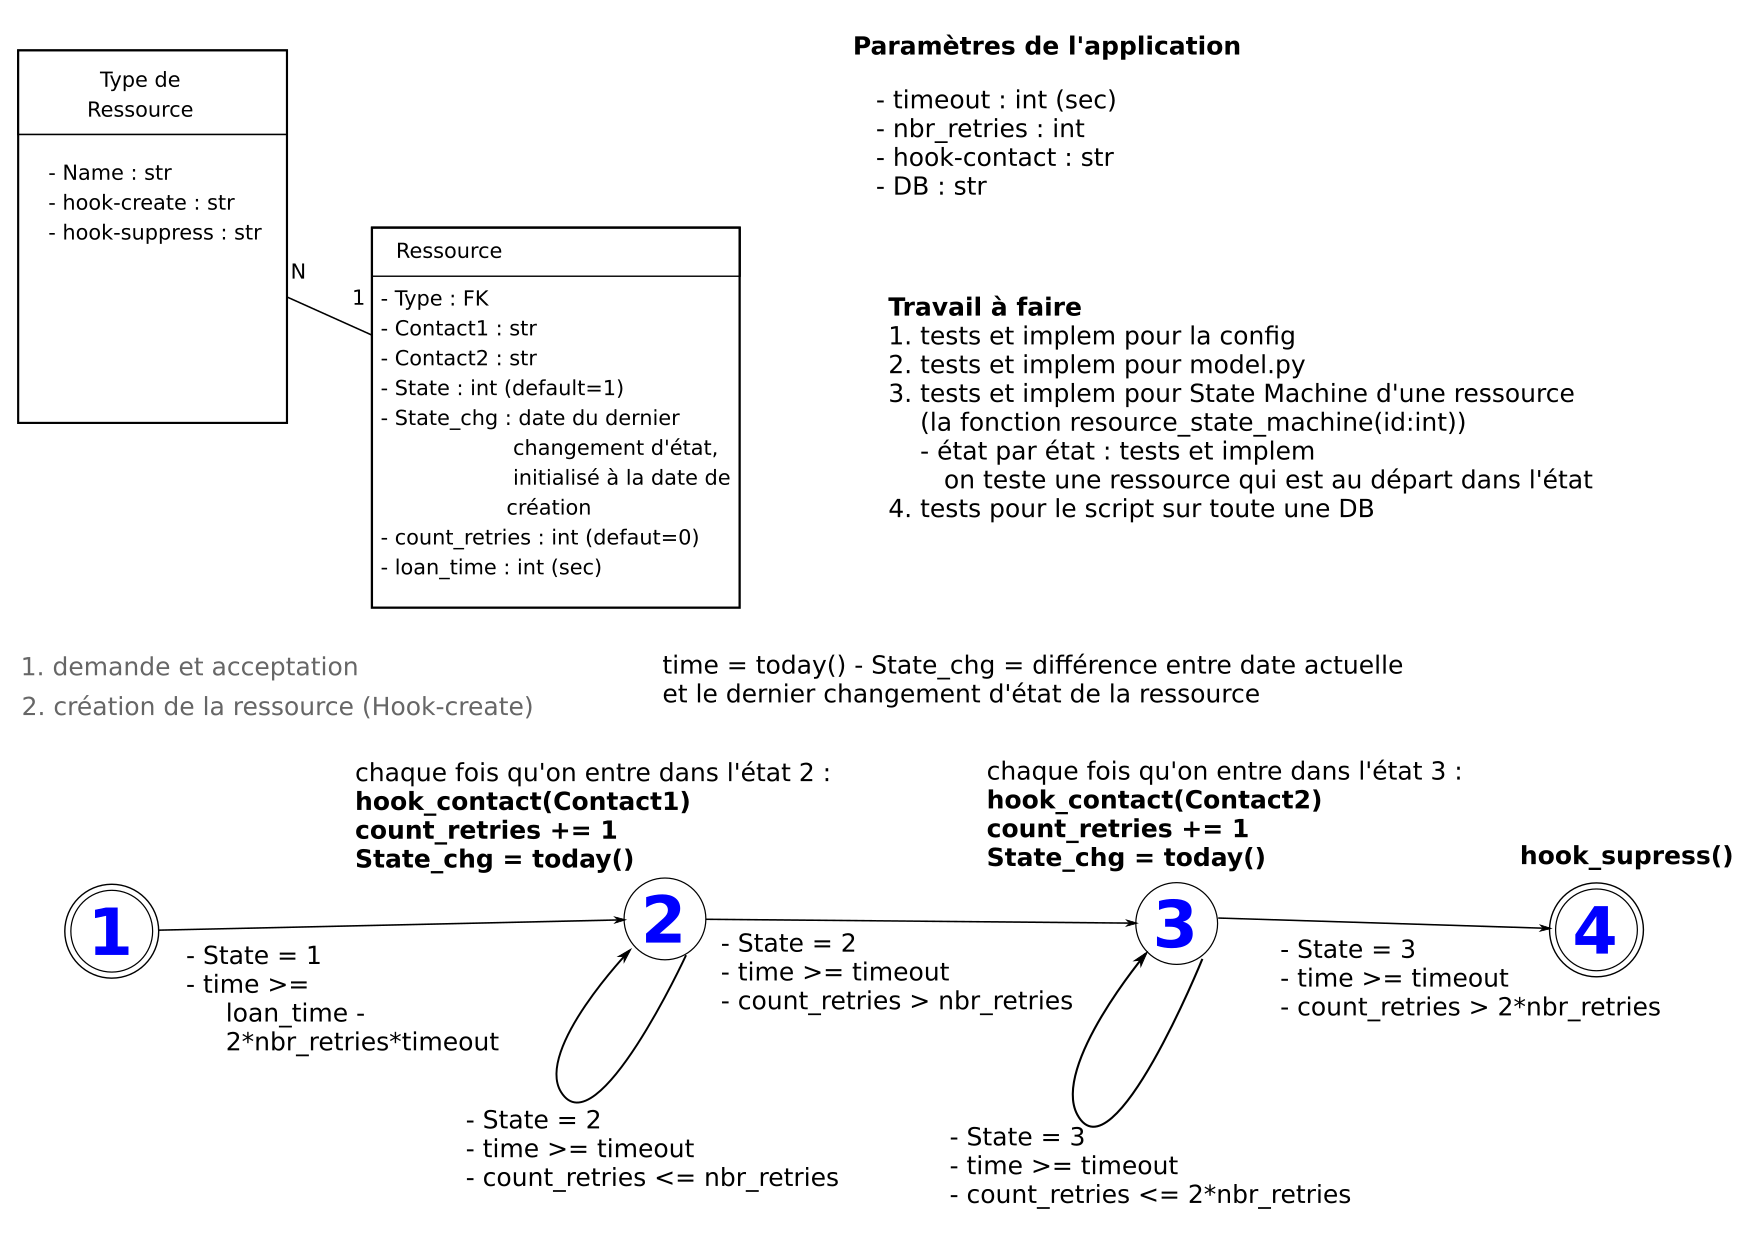 Type de
Ressource
- Name : str
- hook-create : str
- hook-suppress : str
N
1
Ressource
- Type : FK
- Contact1 : str
- Contact2 : str
- State : int (default=1)
- State_chg : date du dernier
changement d'état,
initialisé à la date de
création
- count_retries : int (defaut=0)
- loan_time : int (sec)
Paramètres de l'application
- timeout : int (sec)
- nbr_retries : int
- hook-contact : str
- DB : str
Travail à faire
1. tests et implem pour la config
2. tests et implem pour model.py
3. tests et implem pour State Machine d'une ressource
(la fonction resource_state_machine(id:int))
- état par état : tests et implem
on teste une ressource qui est au départ dans l'état
4. tests pour le script sur toute une DB
1. demande et acceptation
2. création de la ressource (Hook-create)
time = today() - State_chg = différence entre date actuelle
et le dernier changement d'état de la ressource
chaque fois qu'on entre dans l'état 2 :
hook_contact(Contact1)
count_retries += 1
State_chg = today()
chaque fois qu'on entre dans l'état 3 :
hook_contact(Contact2)
count_retries += 1
State_chg = today()
hook_supress()
1
2
3
4
- State = 1
- time >=
loan_time -
2*nbr_retries*timeout
- State = 2
- time >= timeout
- count_retries > nbr_retries
- State = 3
- time >= timeout
- count_retries > 2*nbr_retries
- State = 2
- time >= timeout
- count_retries <= nbr_retries
- State = 3
- time >= timeout
- count_retries <= 2*nbr_retries